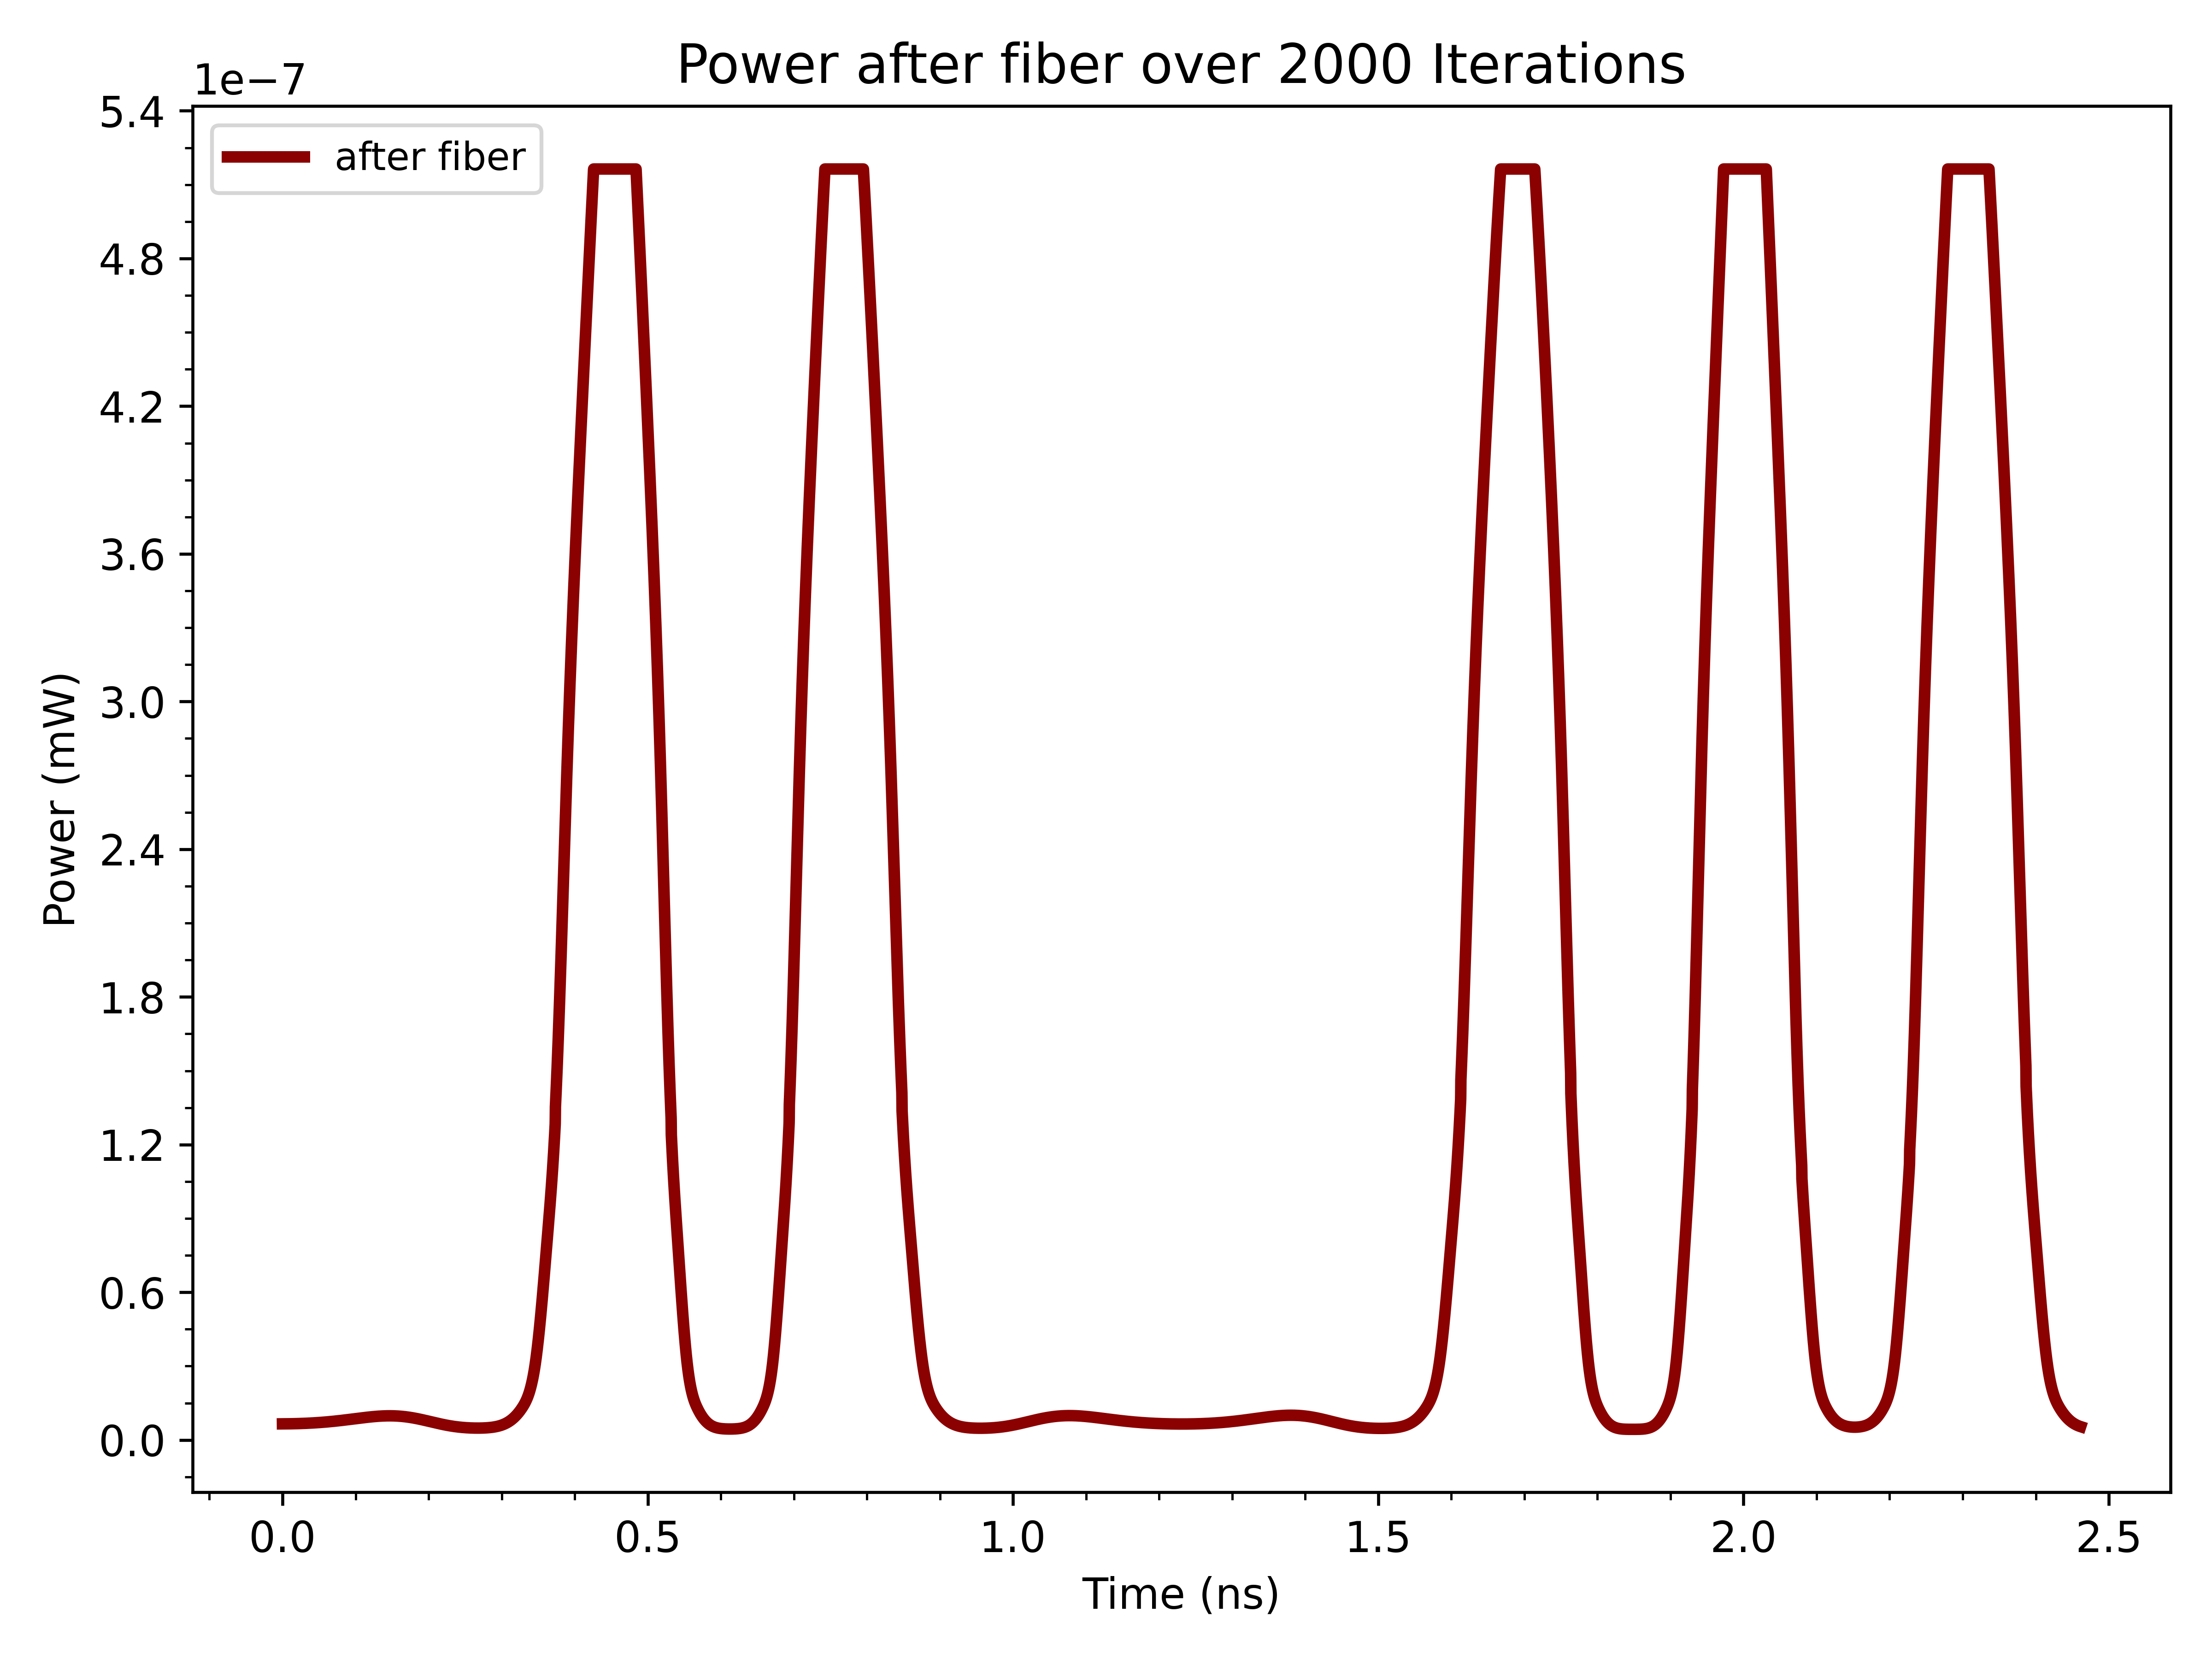 Power after fiber over 2000 Iterations
1e−7
after fiber
5.4
4.8
4.2
3.6
3.0
2.4
1.8
1.2
0.6
0.0
Power (mW)
0.0 0.5 1.0 1.5 2.0 2.5
Time (ns)